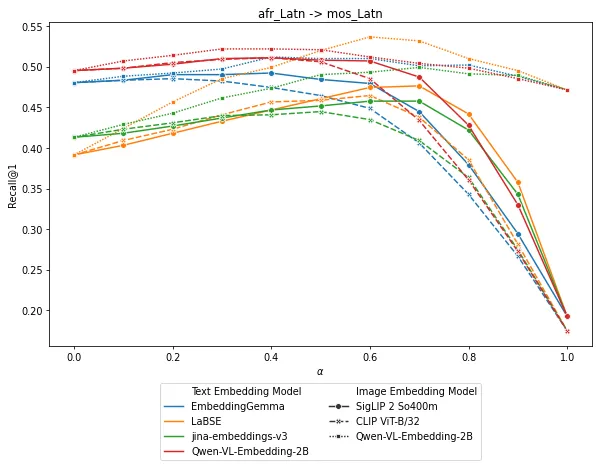 afr_Latn -> mos_Latn
Recall@1
0.55
0.50
0.45
0.40
0.35
0.30
0.25
0.20
0.0 0.2 0.4 0.6 0.8 1.0
α
Text Embedding Model
EmbeddingGemma
LaBSE
jina-embeddings-v3
Qwen-VL-Embedding-2B
Image Embedding Model
SigLIP 2 So400m
CLIP ViT-B/32
Qwen-VL-Embedding-2B